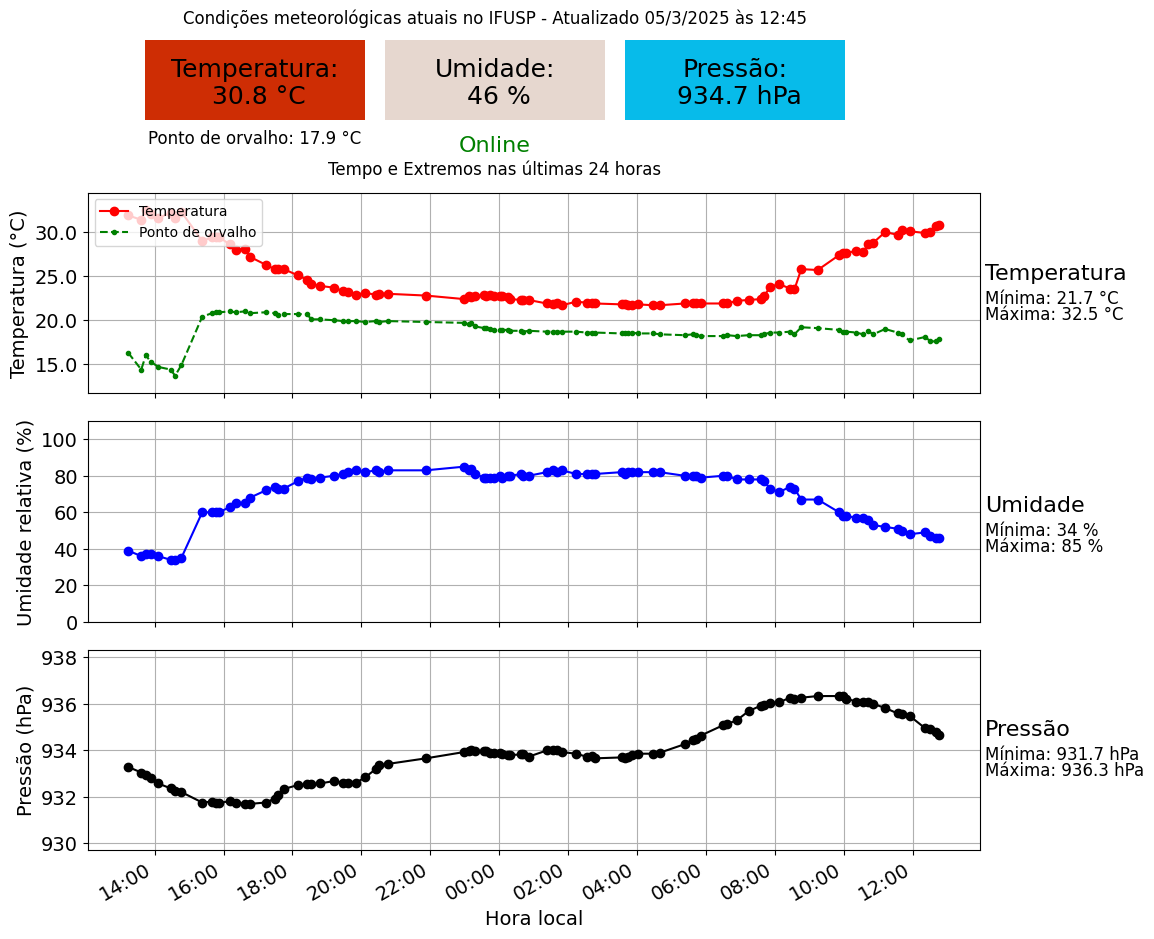 Condições meteorológicas atuais no IFUSP - Atualizado 05/3/2025 às 12:45
Temperatura:
30.8 °C
Umidade:
46 %
Pressão:
934.7 hPa
Ponto de orvalho: 17.9 °C
Online
Tempo e Extremos nas últimas 24 horas
Temperatura (°C)
30.0
25.0
20.0
15.0
Temperatura
Ponto de orvalho
Temperatura
Mínima: 21.7 °C
Máxima: 32.5 °C
Umidade relativa (%)
100
80
60
40
20
0
Umidade
Mínima: 34 %
Máxima: 85 %
Pressão (hPa)
938
936
934
932
930
Pressão
Mínima: 931.7 hPa
Máxima: 936.3 hPa
14:00
16:00
18:00
20:00
22:00
00:00
02:00
04:00
06:00
08:00
10:00
12:00
Hora local